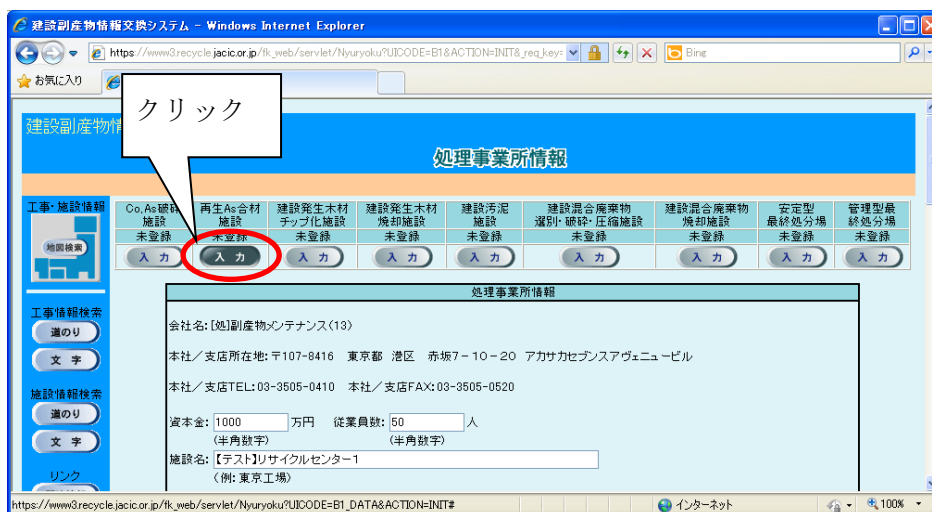 建設副産物情報交換システム - Windows Internet Explorer
https://www3.recycle.jacic.or.jp/fk_web/servlet/Nyuryoku?UICODE=B1&ACTION=INIT&_req_key=
Bing
お気に入り
クリック
建設副産物情
処理事業所情報
工事・施設情報
地図検索
Co,As破砕
施設
未登録
入 力
再生As合材
施設
未登録
入 力
建設発生木材
チップ化施設
未登録
入 力
建設発生木材
焼却施設
未登録
入 力
建設汚泥
施設
未登録
入 力
建設混合廃棄物
選別・破砕・圧縮施設
未登録
入 力
建設混合廃棄物
焼却施設
未登録
入 力
安定型
最終処分場
未登録
入 力
管理型最
終処分場
未登録
入 力
工事情報検索
道のり
文 字
施設情報検索
道のり
文 字
リンク
処理事業所情報
会社名:[処]副産物メンテナンス(13)
本社/支店所在地:〒107-8416 東京都 港区 赤坂7-10-20 アカサカセブンスアヴェニュービル
本社/支店TEL:03-3505-0410 本社/支店FAX:03-3505-0520
資本金: 1000 万円 従業員数: 50 人
(半角数字) (半角数字)
施設名:【テスト】リサイクルセンター1
(例:東京工場)
https://www3.recycle.jacic.or.jp/fk_web/servlet/Nyuryoku?UICODE=B1_DATA&ACTION=INIT#
インターネット
100%